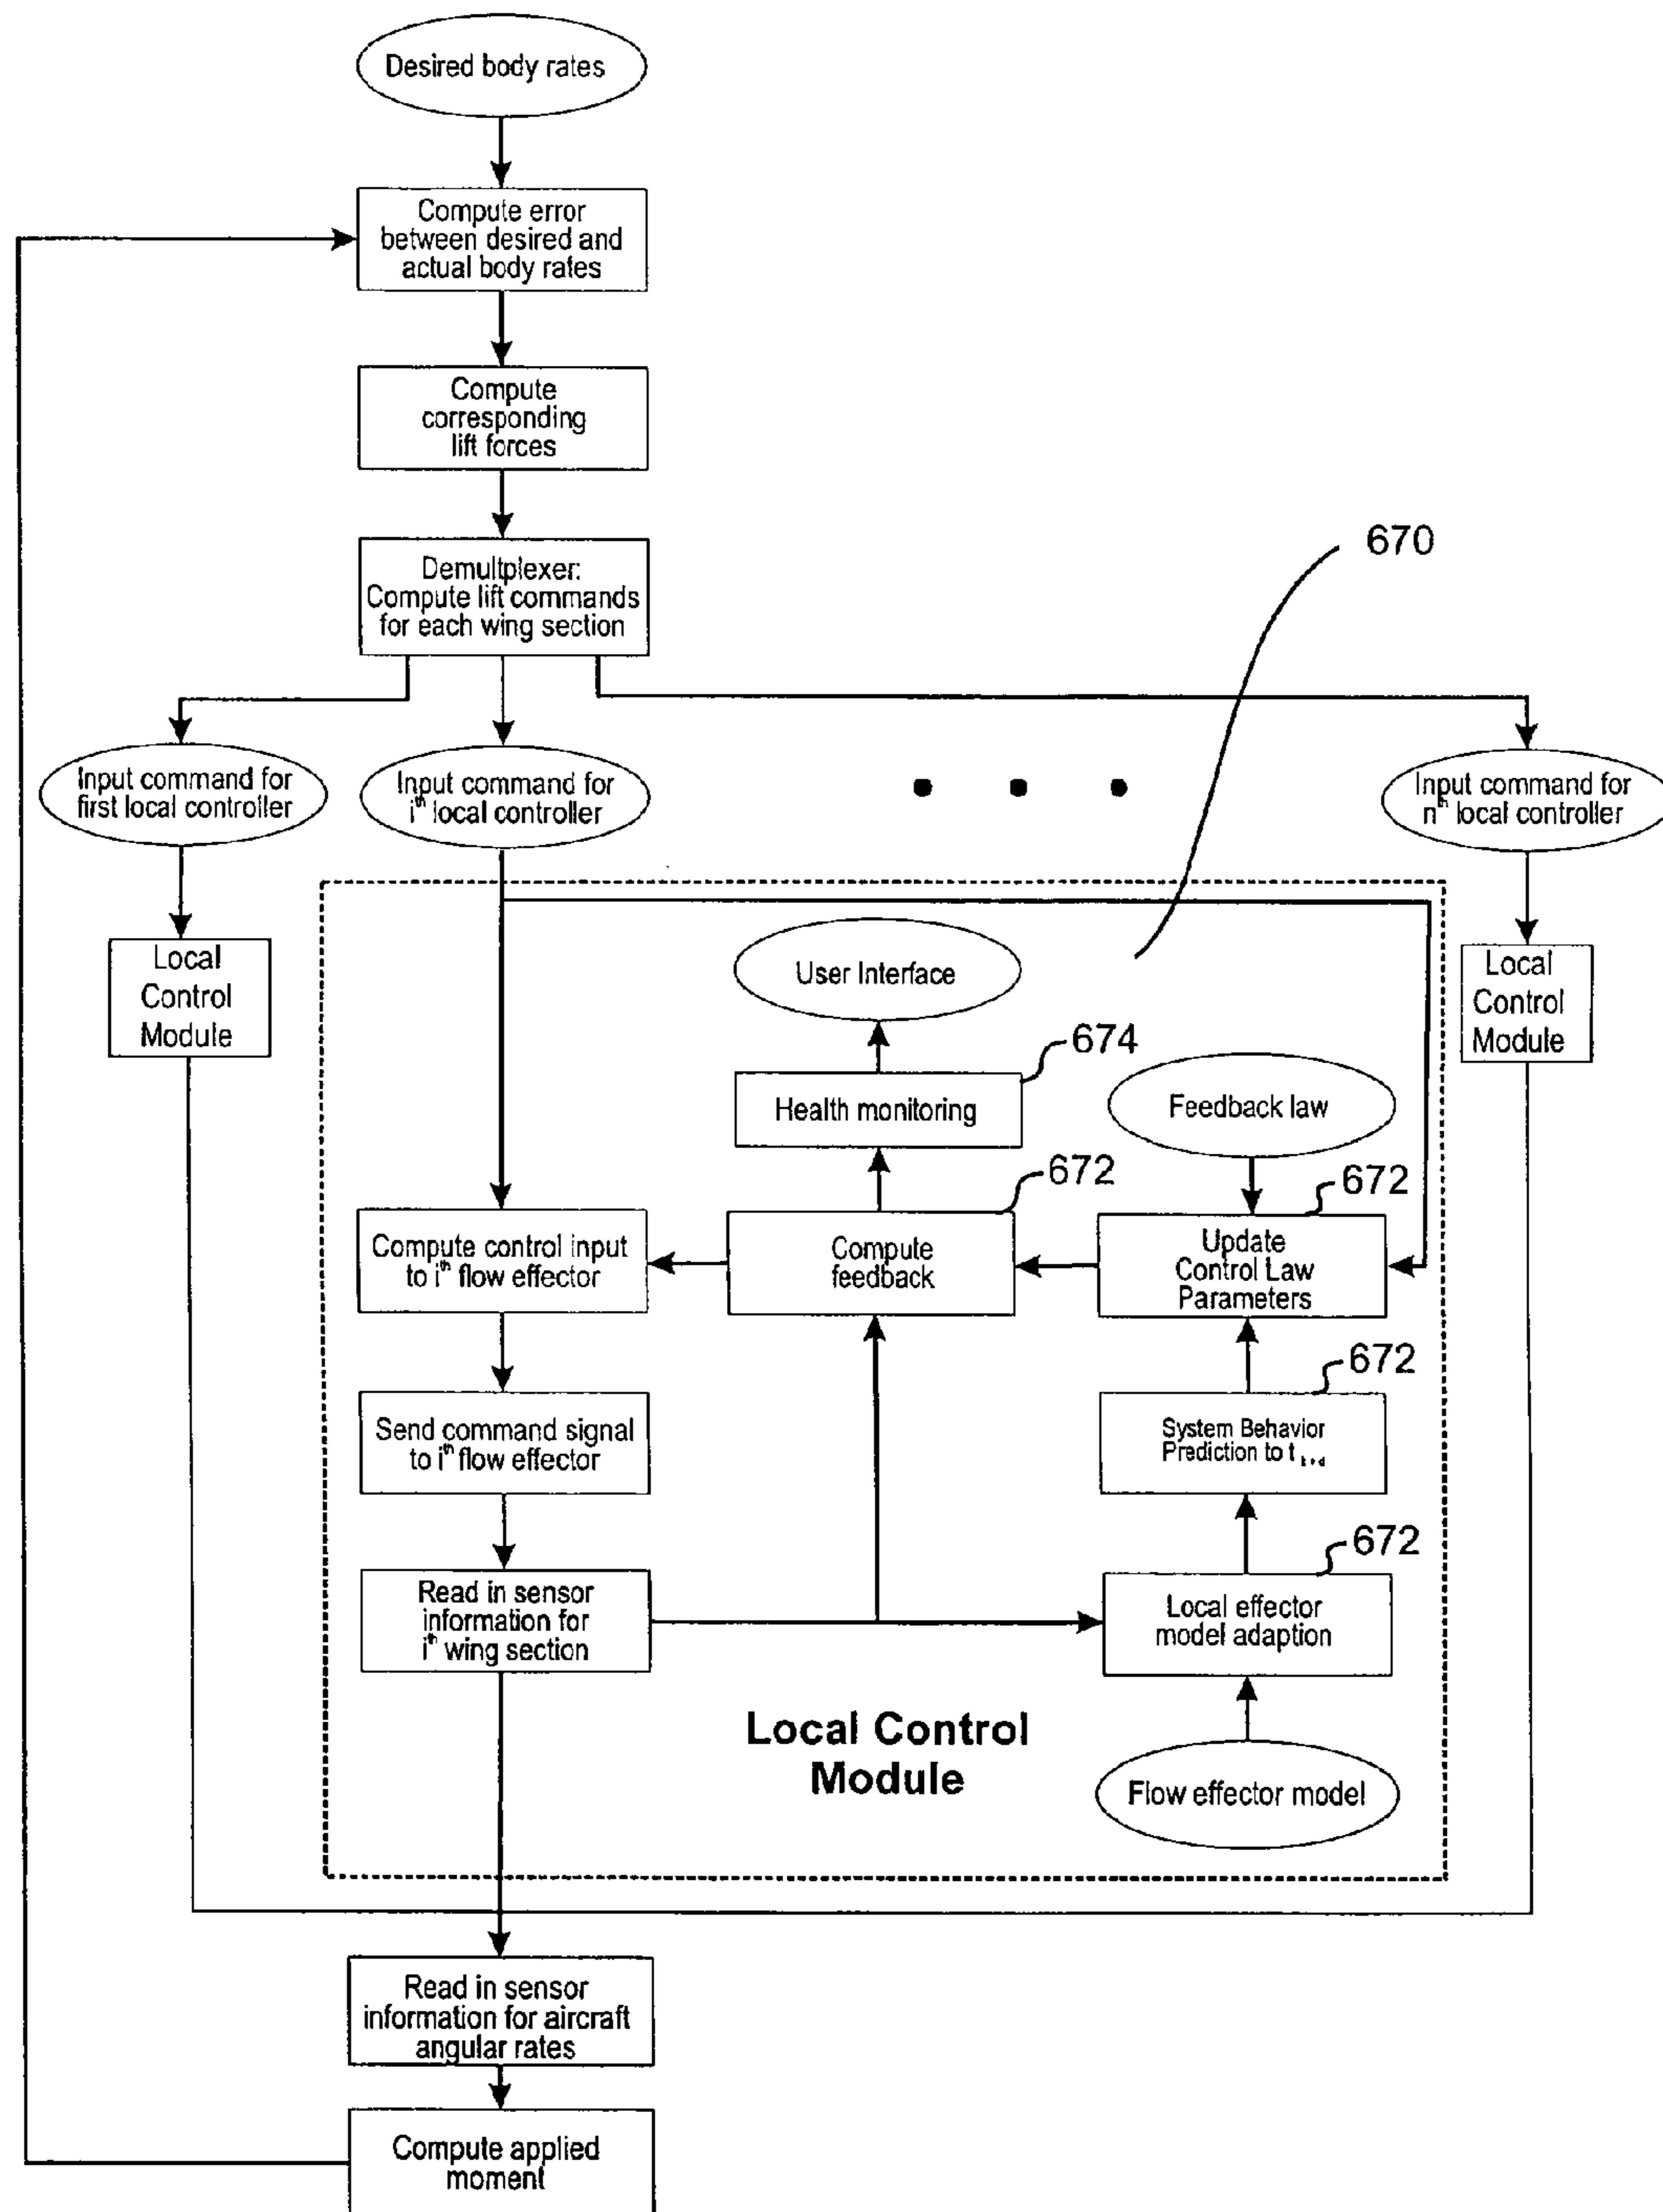 Desired body rates
Compute error
between desired and
actual body rates
Compute
corresponding
lift forces
670
Demultplexer:
Compute lift commands
for each wing section
Input command for
first local controller
Input command for
iᵗʰ local controller
Input command for
nᵗʰ local controller
Local
Control
Module
User Interface
Local
Control
Module
674
Health monitoring
Feedback law
672
672
Compute control input
to iᵗʰ flow effector
Compute
feedback
Update
Control Law
Parameters
672
Send command signal
to iᵗʰ flow effector
System Behavior
Prediction to t
672
Read in sensor
information for
iᵗʰ wing section
Local effector
model adaption
Local Control
Module
Flow effector model
Read in sensor
information for aircraft
angular rates
Compute applied
moment